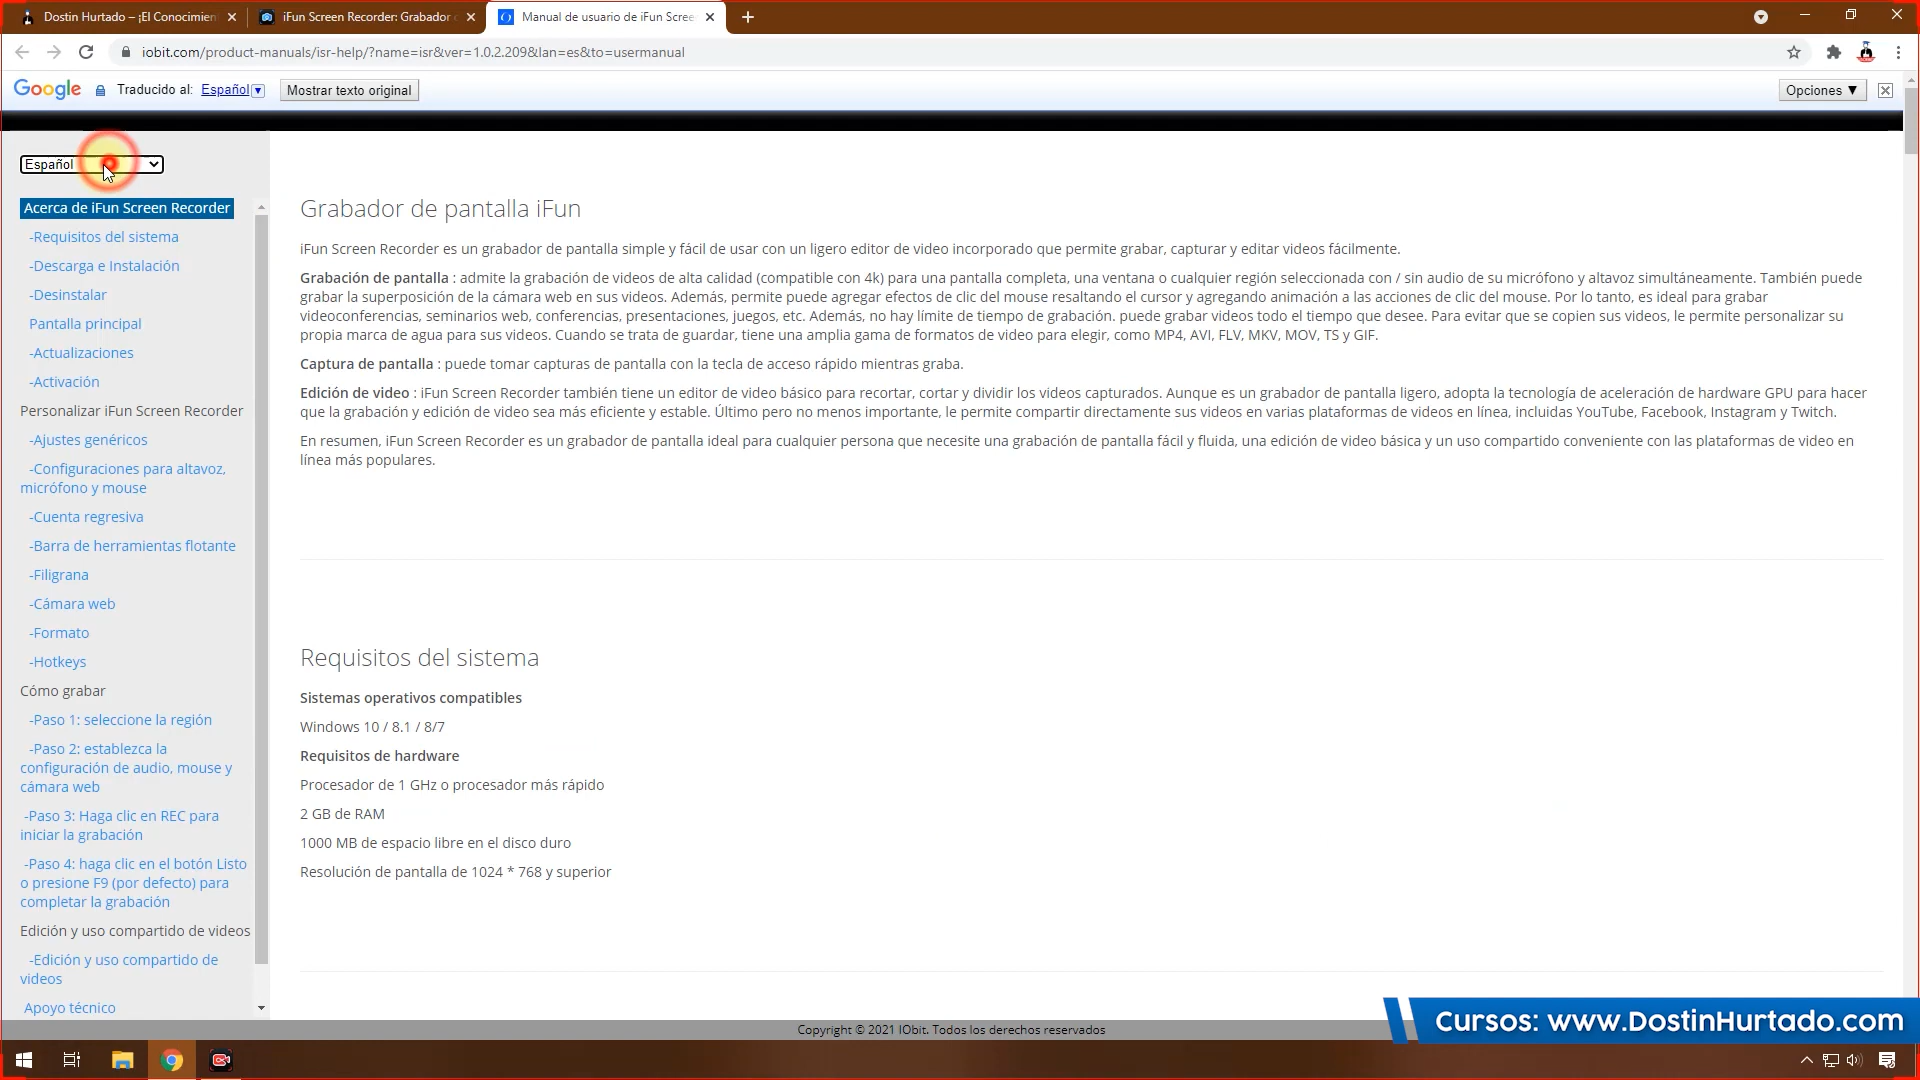 Dostin Hurtado – ¡El Conocimien
iFun Screen Recorder: Grabador
Manual de usuario de iFun Scree
iobit.com/product-manuals/isr-help/?name=isr&ver=1.0.2.209&lan=es&to=usermanual
Google
Traducido al: Español ▼
Mostrar texto original
Opciones ▼
Español
Acerca de iFun Screen Recorder
-Requisitos del sistema
-Descarga e Instalación
-Desinstalar
Pantalla principal
-Actualizaciones
-Activación
Personalizar iFun Screen Recorder
-Ajustes genéricos
-Configuraciones para altavoz,
micrófono y mouse
-Cuenta regresiva
-Barra de herramientas flotante
-Filigrana
-Cámara web
-Formato
-Hotkeys
Cómo grabar
-Paso 1: seleccione la región
-Paso 2: establezca la
configuración de audio, mouse y
cámara web
-Paso 3: Haga clic en REC para
iniciar la grabación
-Paso 4: haga clic en el botón Listo
o presione F9 (por defecto) para
completar la grabación
Edición y uso compartido de videos
-Edición y uso compartido de
videos
Apoyo técnico
Grabador de pantalla iFun
iFun Screen Recorder es un grabador de pantalla simple y fácil de usar con un ligero editor de video incorporado que permite grabar, capturar y editar videos fácilmente.
Grabación de pantalla : admite la grabación de videos de alta calidad (compatible con 4k) para una pantalla completa, una ventana o cualquier región seleccionada con / sin audio de su micrófono y altavoz simultáneamente. También puede
grabar la superposición de la cámara web en sus videos. Además, permite puede agregar efectos de clic del mouse resaltando el cursor y agregando animación a las acciones de clic del mouse. Por lo tanto, es ideal para grabar
videoconferencias, seminarios web, conferencias, presentaciones, juegos, etc. Además, no hay límite de tiempo de grabación. puede grabar videos todo el tiempo que desee. Para evitar que se copien sus videos, le permite personalizar su
propia marca de agua para sus videos. Cuando se trata de guardar, tiene una amplia gama de formatos de video para elegir, como MP4, AVI, FLV, MKV, MOV, TS y GIF.
Captura de pantalla : puede tomar capturas de pantalla con la tecla de acceso rápido mientras graba.
Edición de video : iFun Screen Recorder también tiene un editor de video básico para recortar, cortar y dividir los videos capturados. Aunque es un grabador de pantalla ligero, adopta la tecnología de aceleración de hardware GPU para hacer
que la grabación y edición de video sea más eficiente y estable. Último pero no menos importante, le permite compartir directamente sus videos en varias plataformas de videos en línea, incluidas YouTube, Facebook, Instagram y Twitch.
En resumen, iFun Screen Recorder es un grabador de pantalla ideal para cualquier persona que necesite una grabación de pantalla fácil y fluida, una edición de video básica y un uso compartido conveniente con las plataformas de video en
línea más populares.
Requisitos del sistema
Sistemas operativos compatibles
Windows 10 / 8.1 / 8/7
Requisitos de hardware
Procesador de 1 GHz o procesador más rápido
2 GB de RAM
1000 MB de espacio libre en el disco duro
Resolución de pantalla de 1024 * 768 y superior
Copyright © 2021 IObit. Todos los derechos reservados
Cursos: www.DostinHurtado.com